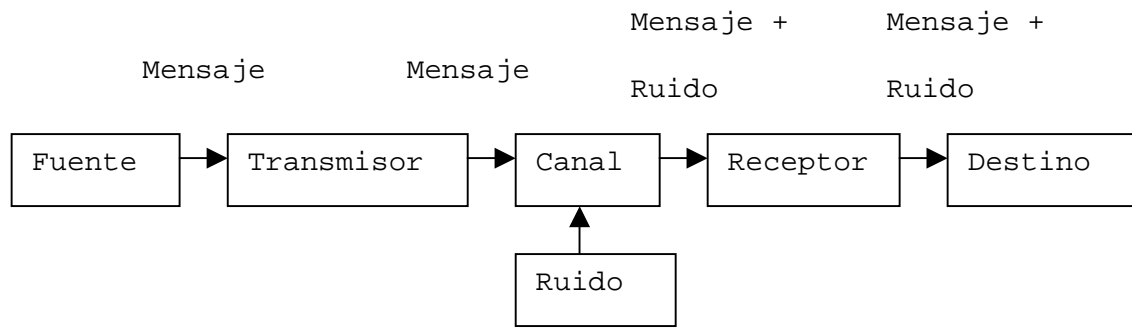 Mensaje + Mensaje +
Mensaje Mensaje
Ruido Ruido
Fuente Transmisor Canal Receptor Destino
Ruido